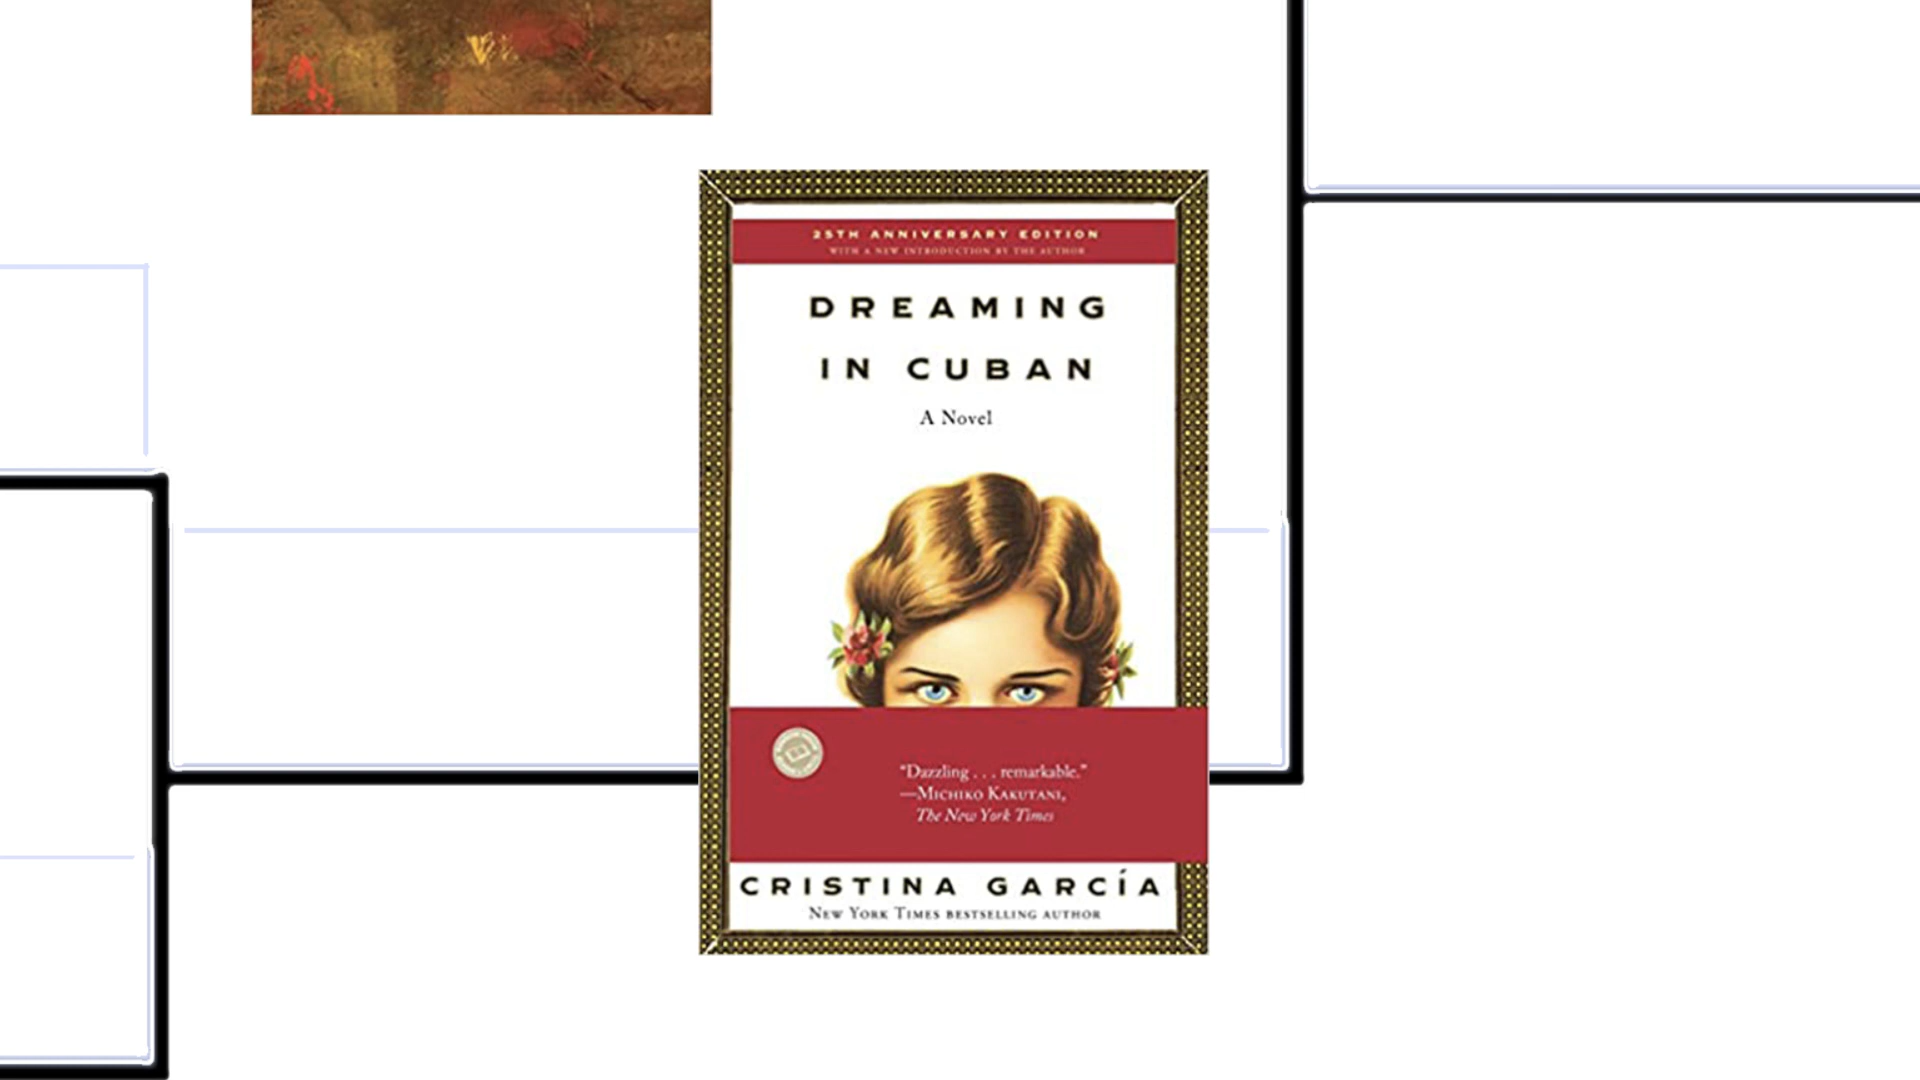 25TH ANNIVERSARY EDITION
WITH A NEW INTRODUCTION BY THE AUTHOR
DREAMING
IN CUBAN
A Novel
“Dazzling . . . remarkable.”
—MICHIKO KAKUTANI,
The New York Times
CRISTINA GARCÍA
NEW YORK TIMES BESTSELLING AUTHOR